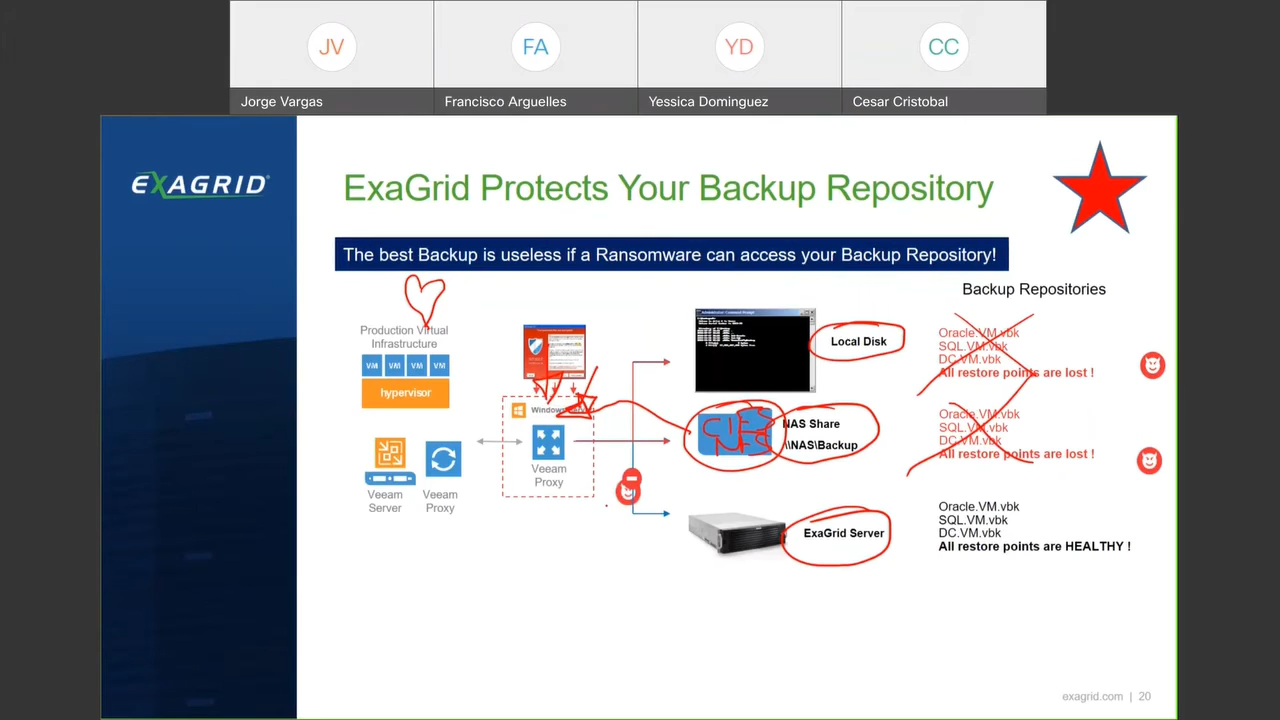 JV
FA
YD
CC
Jorge Vargas
Francisco Arguelles
Yessica Dominguez
Cesar Cristobal
EXAGRID
ExaGrid Protects Your Backup Repository
The best Backup is useless if a Ransomware can access your Backup Repository!
Backup Repositories
Production Virtual
Infrastructure
VM VM VM VM
hypervisor
Windows
Veeam
Proxy
Veeam
Server
Veeam
Proxy
Local Disk
NAS Share
\\NAS\Backup
NFS
ExaGrid Server
Oracle.VM.vbk
SQL.VM.vbk
DC.VM.vbk
All restore points are lost !
Oracle.VM.vbk
SQL.VM.vbk
DC.VM.vbk
All restore points are lost !
Oracle.VM.vbk
SQL.VM.vbk
DC.VM.vbk
All restore points are HEALTHY !
exagrid.com | 20